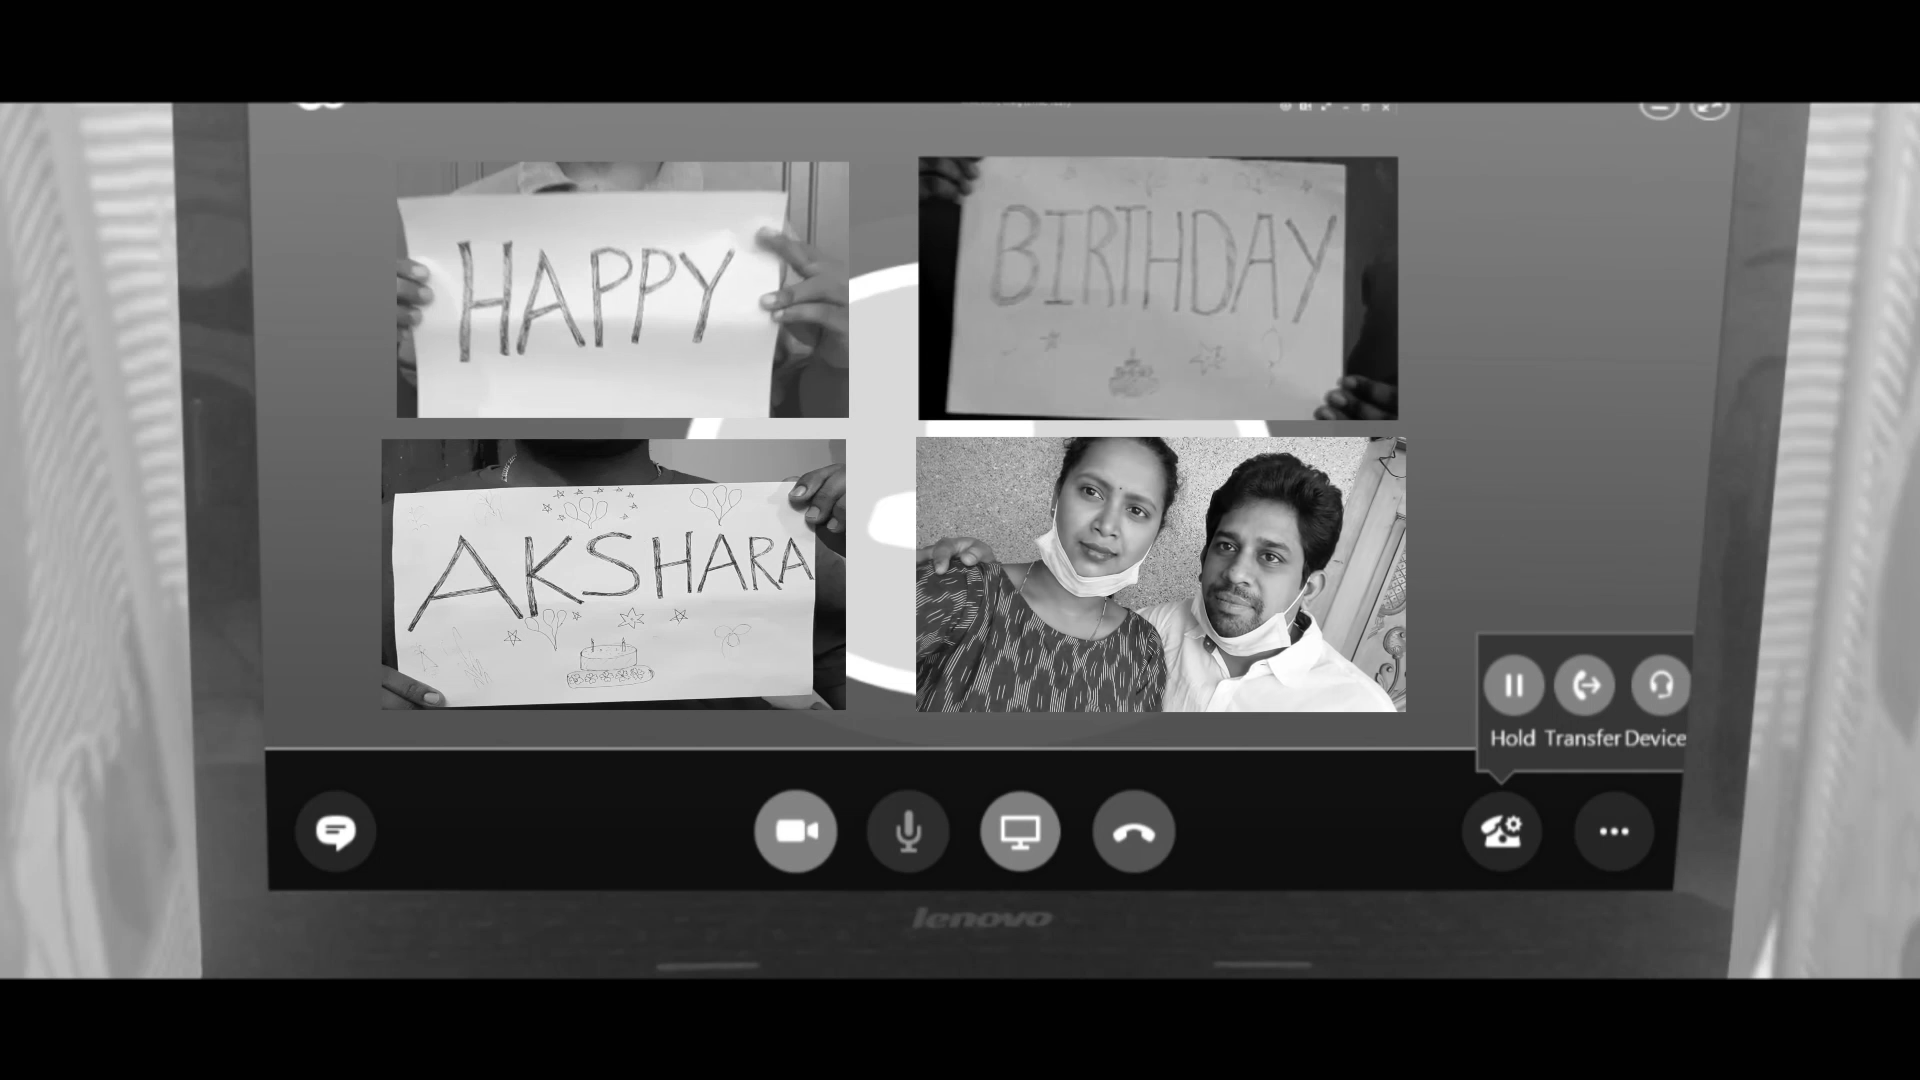 HAPPY
BIRTHDAY
AKSHARA
Hold Transfer Device
lenovo